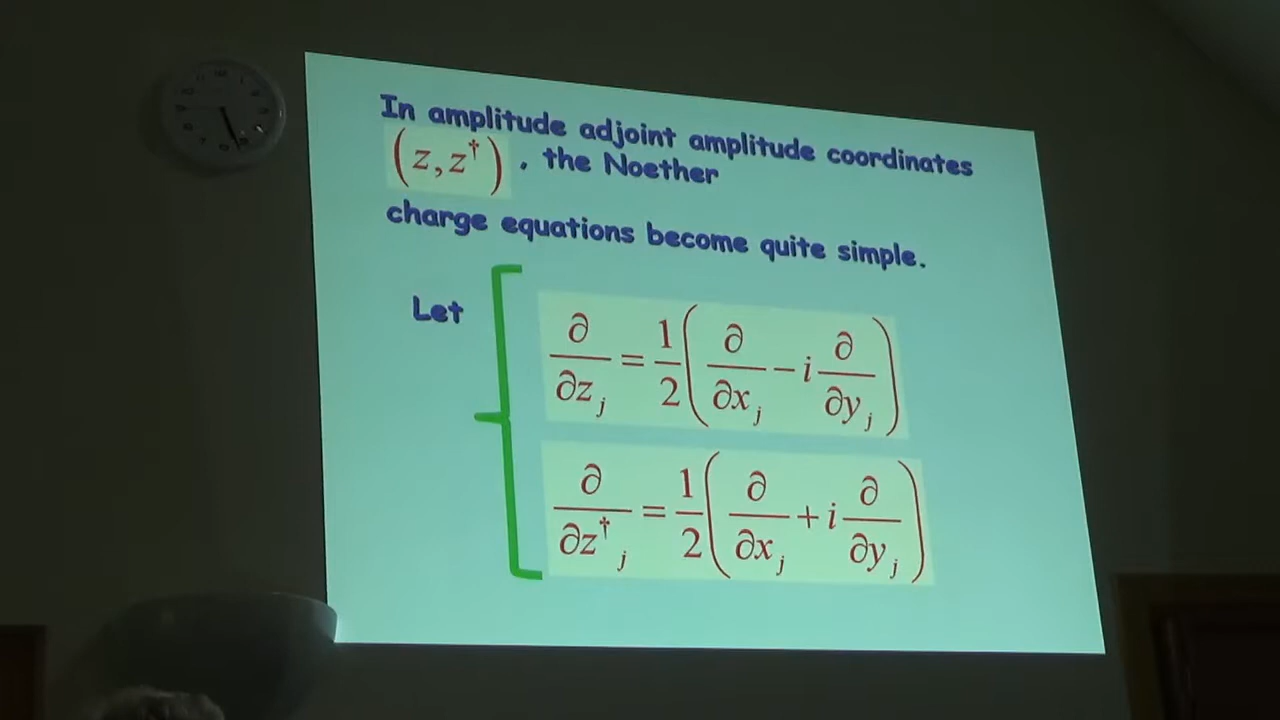 In amplitude adjoint amplitude coordinates
(z, z†) , the Noether
charge equations become quite simple.
Let
∂/∂z_j = 1/2 ( ∂/∂x_j − i ∂/∂y_j )
∂/∂z†_j = 1/2 ( ∂/∂x_j + i ∂/∂y_j )